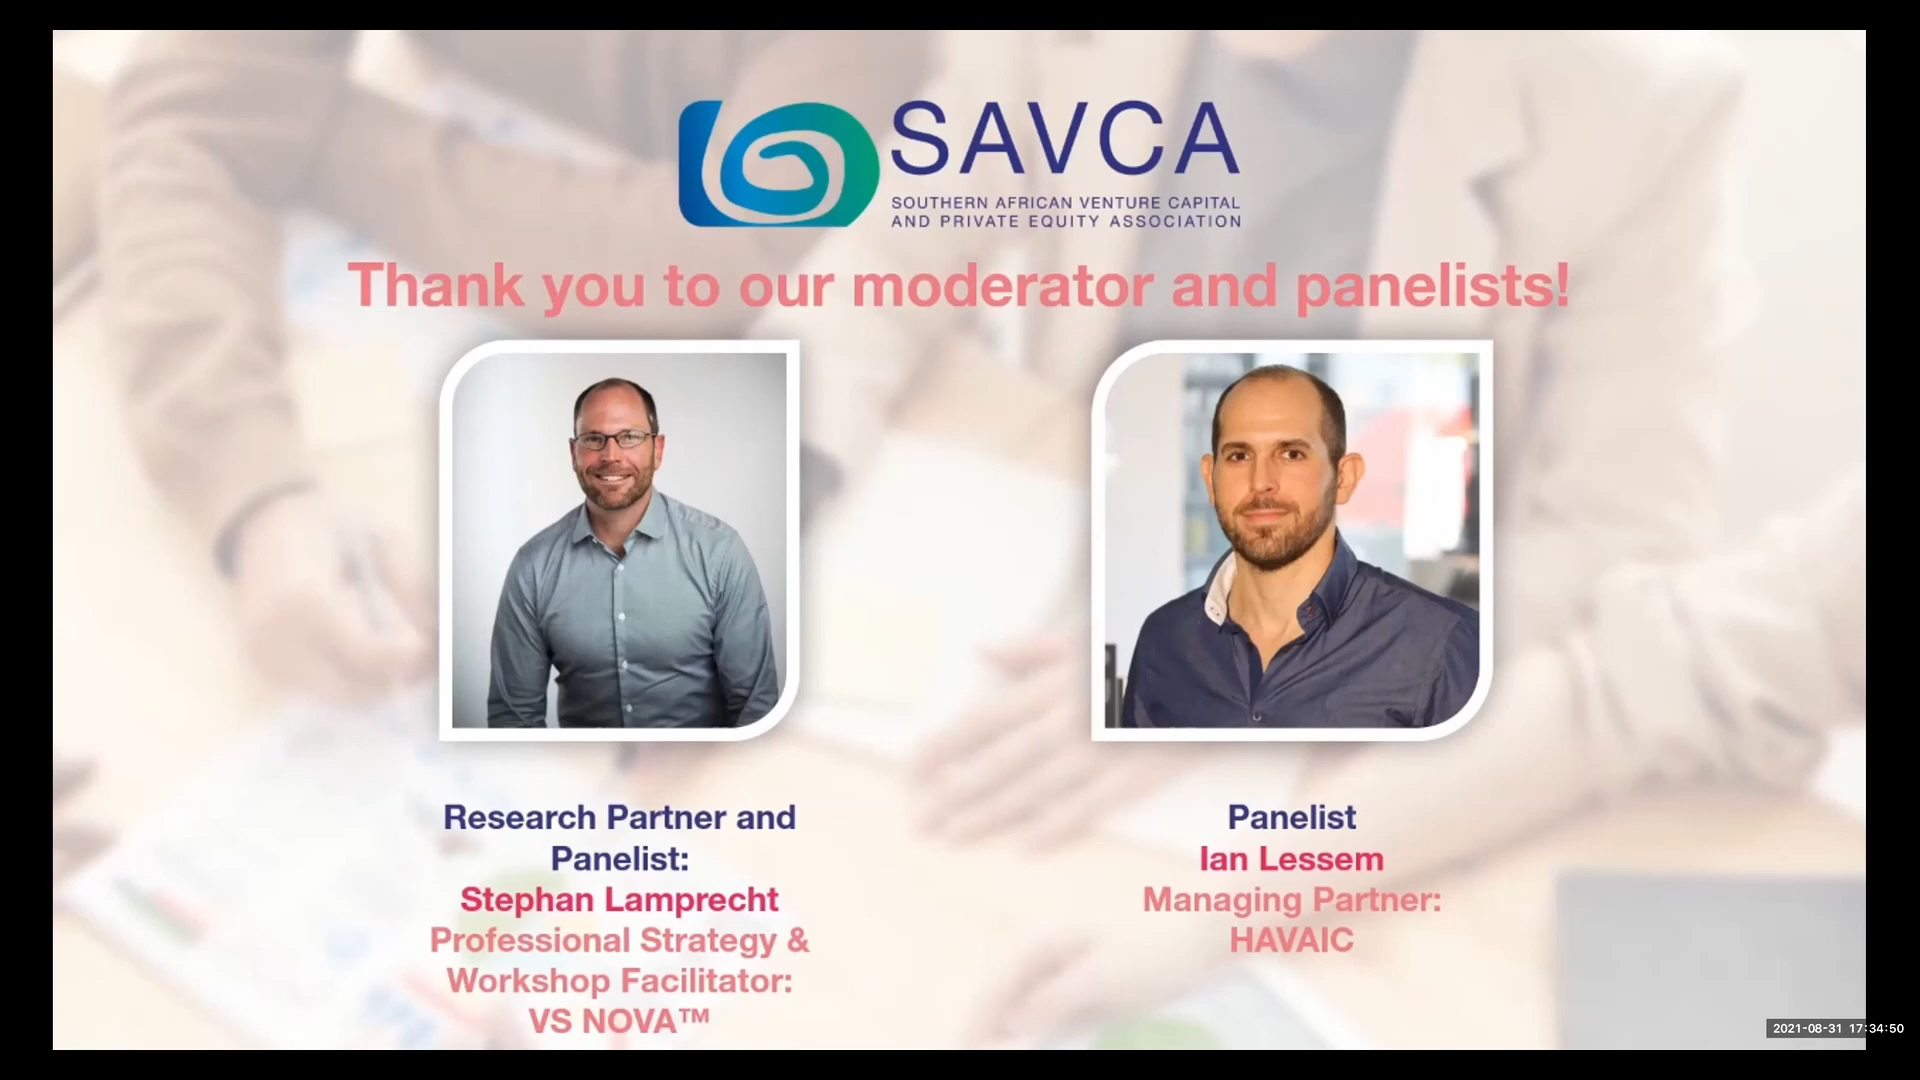 SAVCA
SOUTHERN AFRICAN VENTURE CAPITAL
AND PRIVATE EQUITY ASSOCIATION
Thank you to our moderator and panelists!
Research Partner and
Panelist:
Stephan Lamprecht
Professional Strategy &
Workshop Facilitator:
VS NOVA™
Panelist
Ian Lessem
Managing Partner:
HAVAIC
2021-08-31 17:34:50